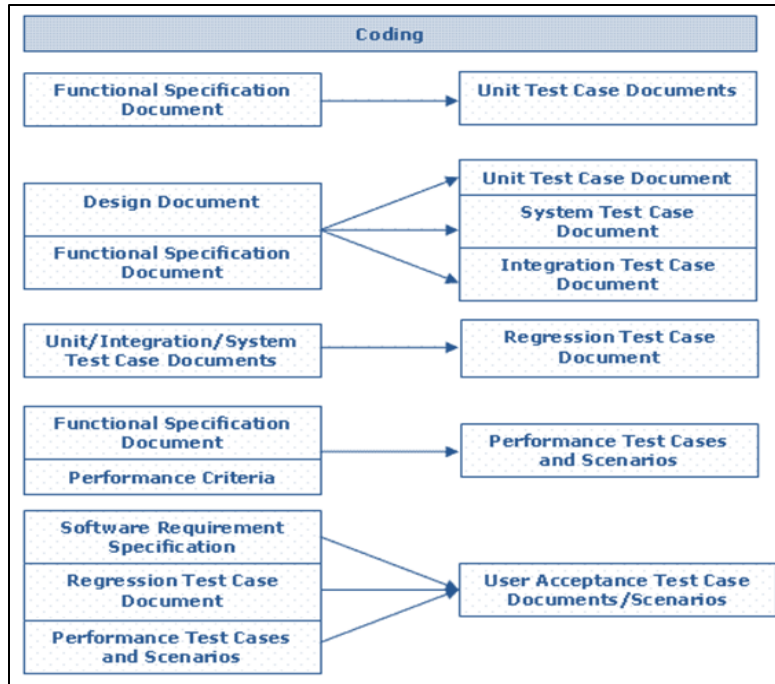 Coding
Functional Specification
Document
Unit Test Case Documents
Design Document
Functional Specification
Document
Unit Test Case Document
System Test Case
Document
Integration Test Case
Document
Unit/Integration/System
Test Case Documents
Regression Test Case
Document
Functional Specification
Document
Performance Criteria
Performance Test Cases
and Scenarios
Software Requirement
Specification
Regression Test Case
Document
Performance Test Cases
and Scenarios
User Acceptance Test Case
Documents/Scenarios